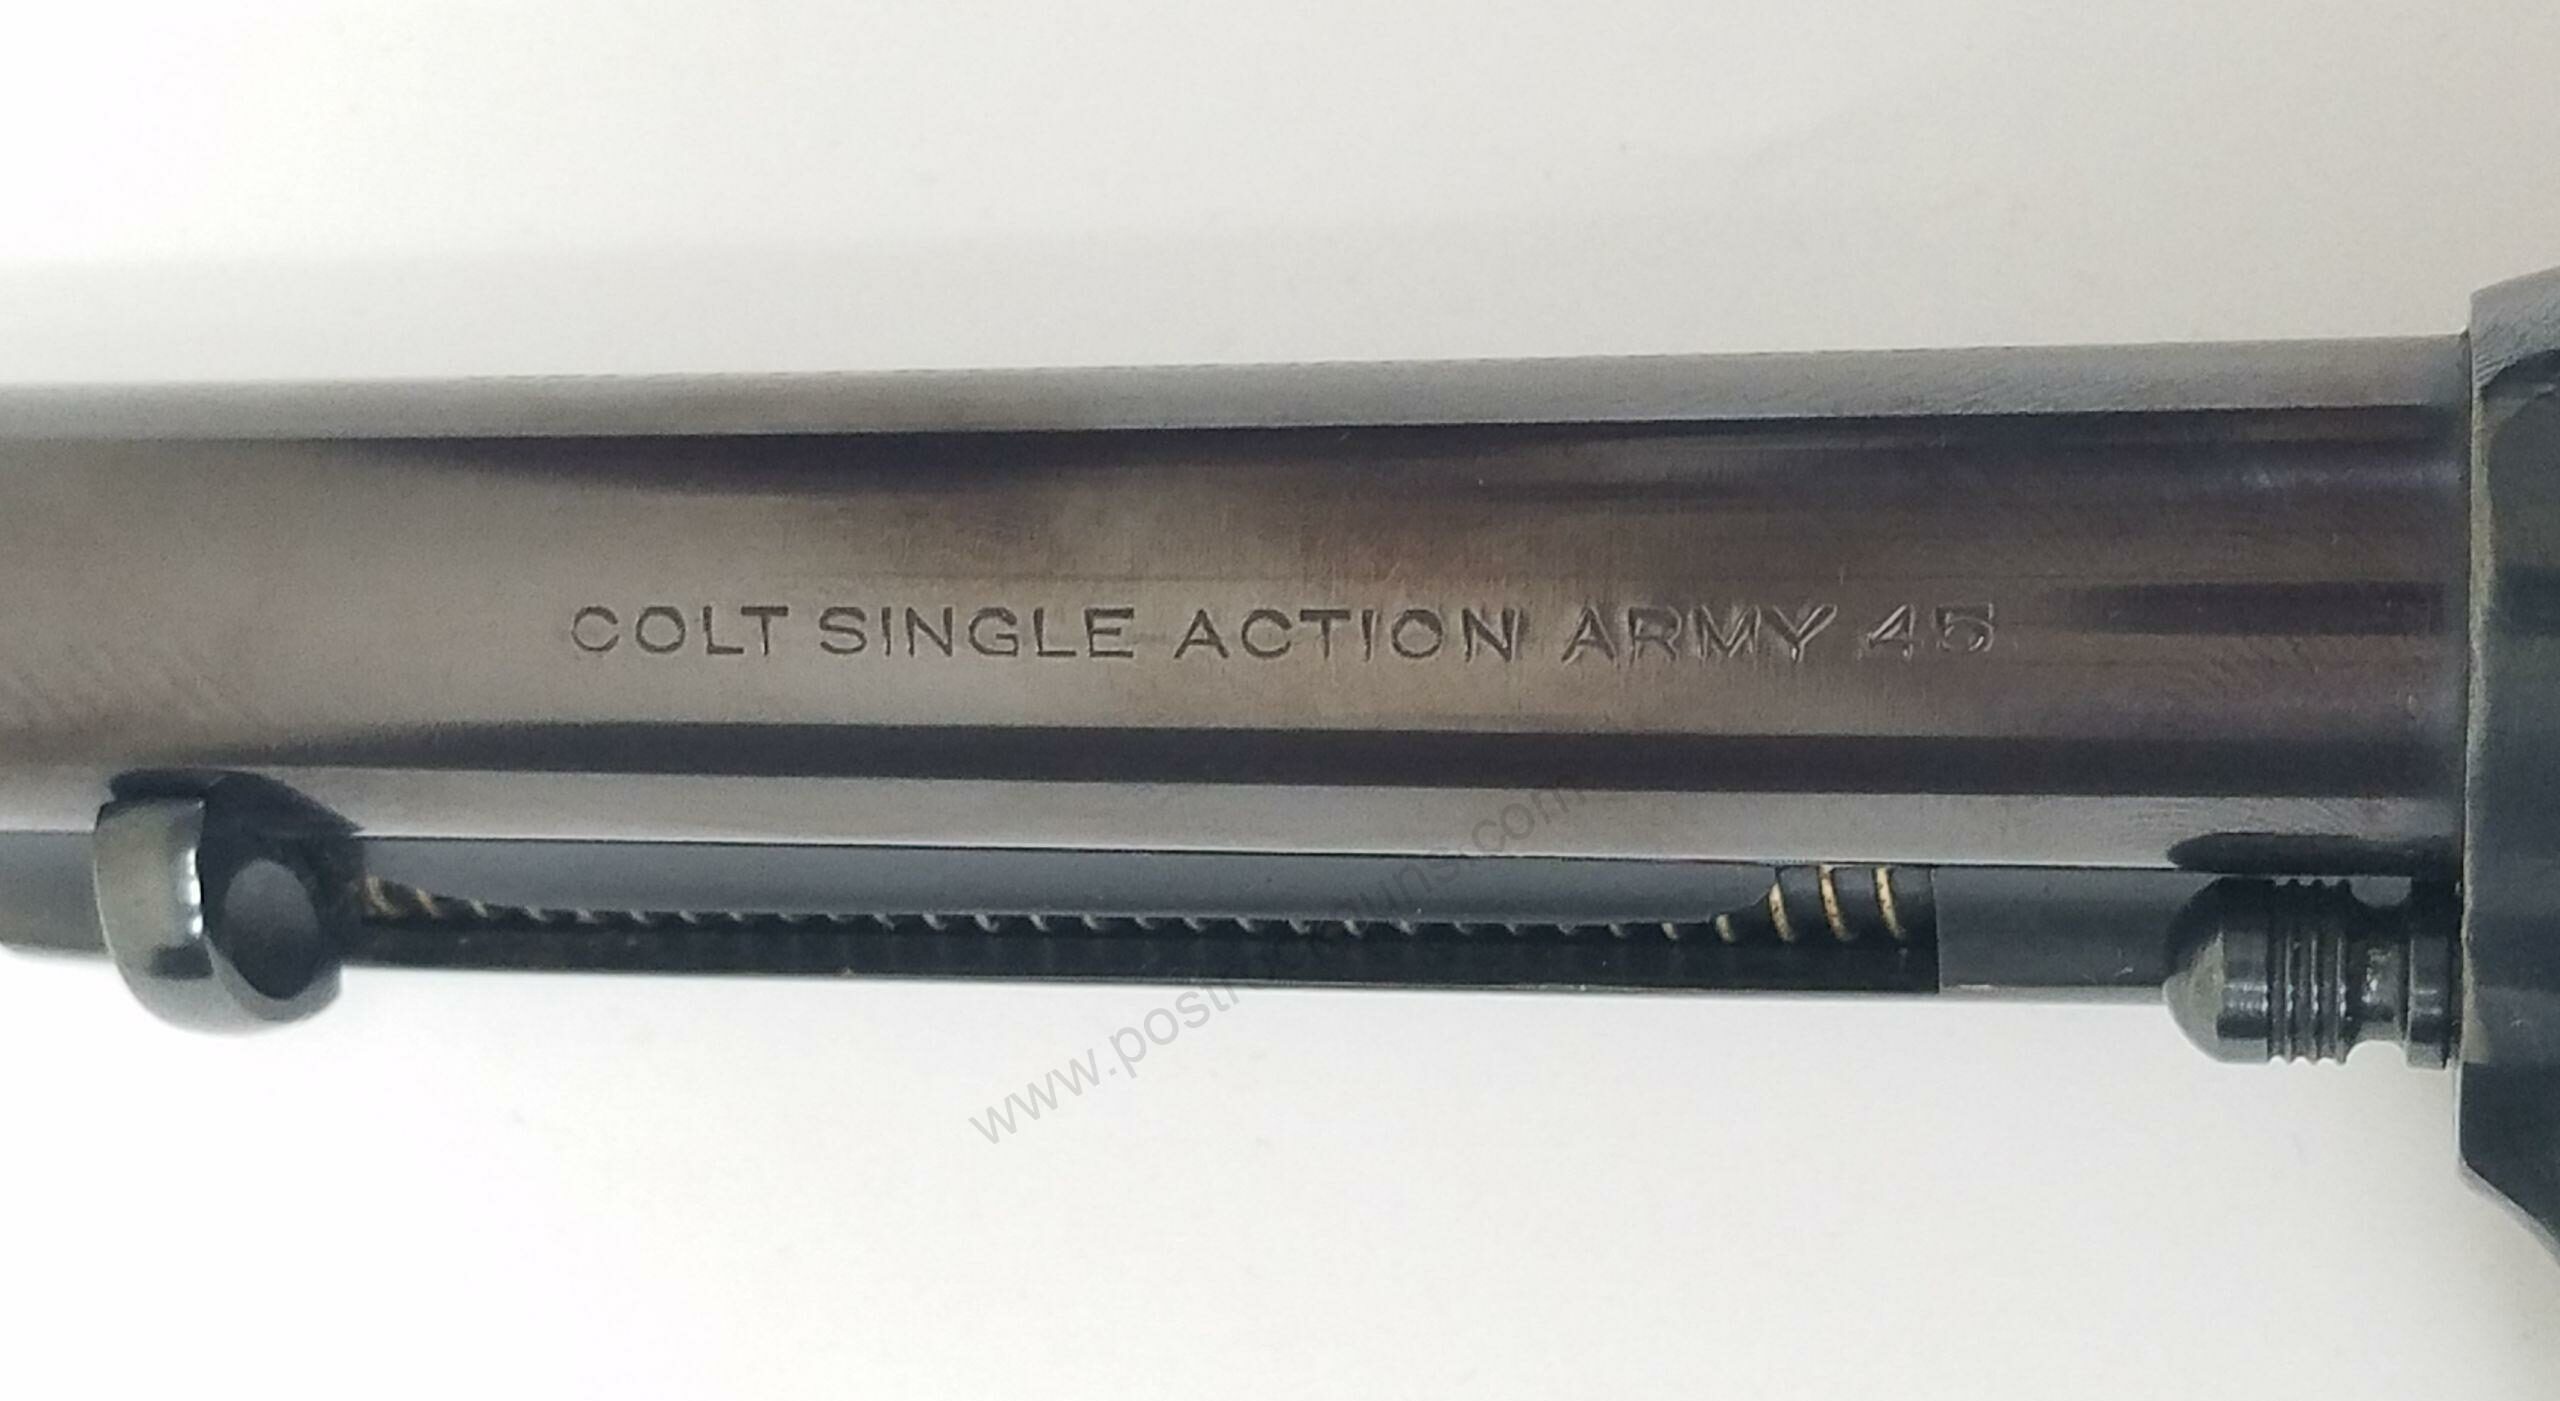 COLT SINGLE ACTION ARMY 45